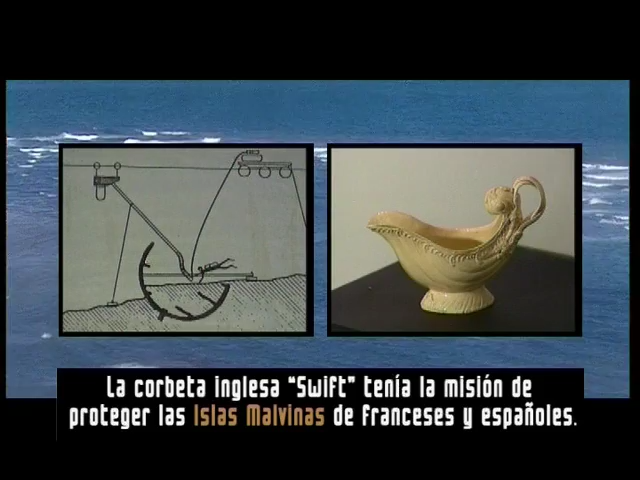 La corbeta inglesa "Swift" tenía la misión de
proteger las Islas Malvinas de franceses y españoles.